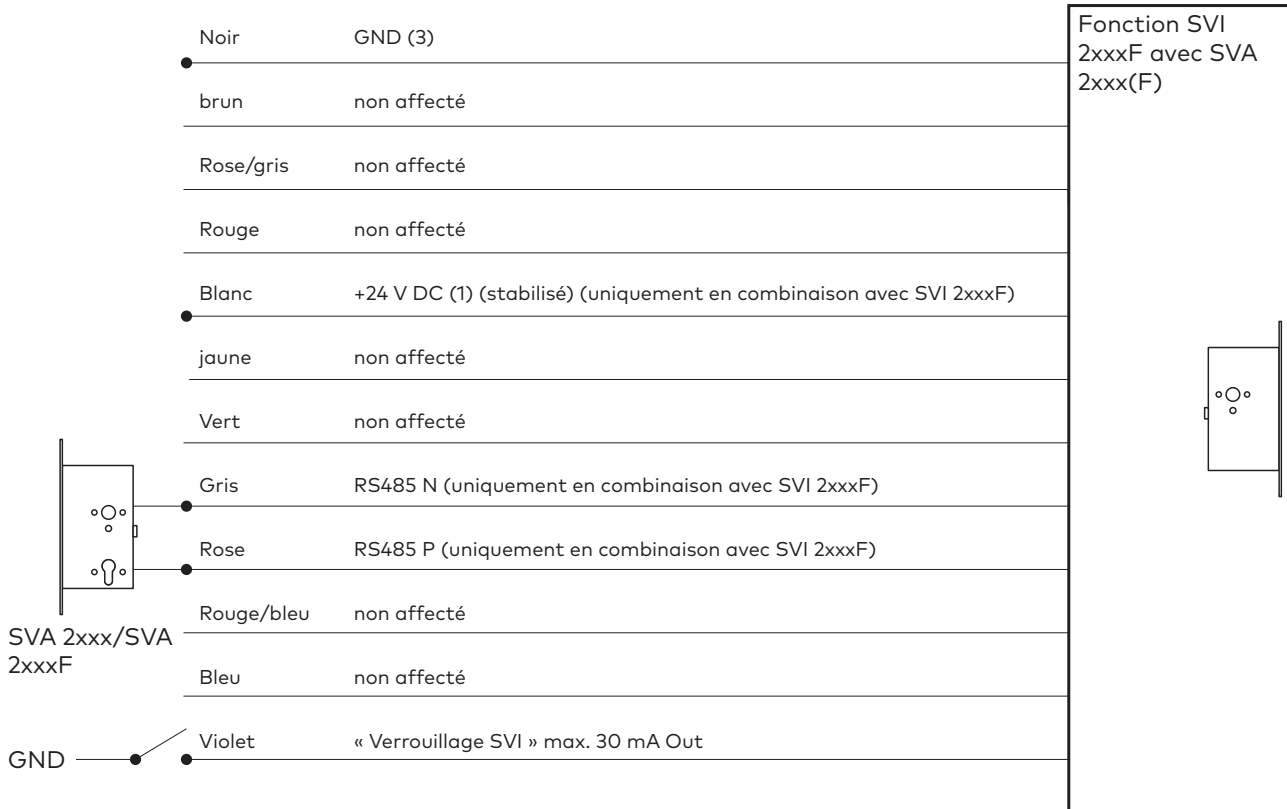 Fonction SVI
2xxxF avec SVA
2xxx(F)
Noir GND (3)
brun non affecté
Rose/gris non affecté
Rouge non affecté
Blanc +24 V DC (1) (stabilisé) (uniquement en combinaison avec SVI 2xxxF)
jaune non affecté
Vert non affecté
Gris RS485 N (uniquement en combinaison avec SVI 2xxxF)
Rose RS485 P (uniquement en combinaison avec SVI 2xxxF)
Rouge/bleu non affecté
SVA 2xxx/SVA
2xxxF
Bleu non affecté
Violet « Verrouillage SVI » max. 30 mA Out
GND